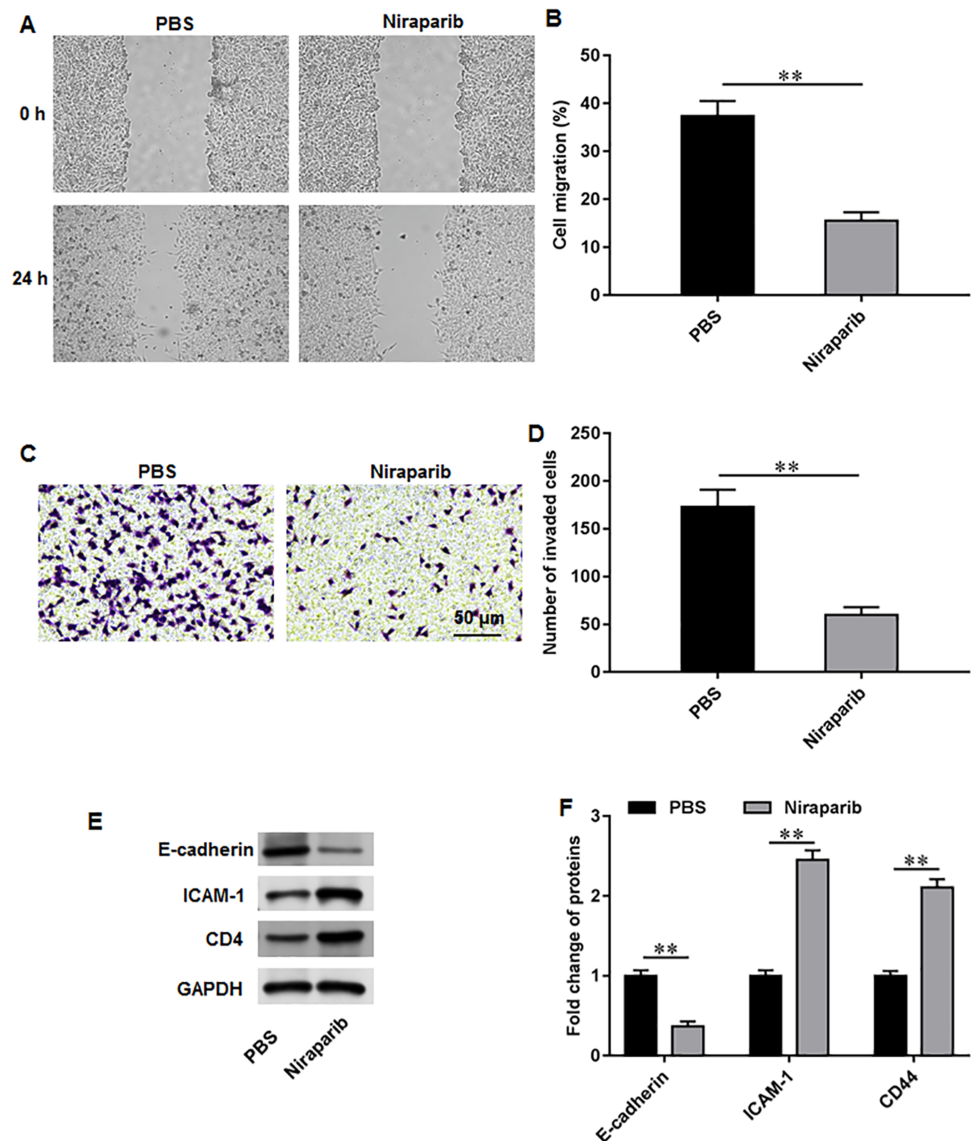 A
PBS
Niraparib
0 h
24 h
B
50
40
30
20
10
0
Cell migration (%)
**
PBS
Niraparib
C
PBS
Niraparib
50 μm
D
250
200
150
100
50
0
Number of invaded cells
**
PBS
Niraparib
E
E-cadherin
ICAM-1
CD4
GAPDH
PBS
Niraparib
F
PBS
Niraparib
3
2
1
0
Fold change of proteins
**
**
**
E-cadherin
ICAM-1
CD44